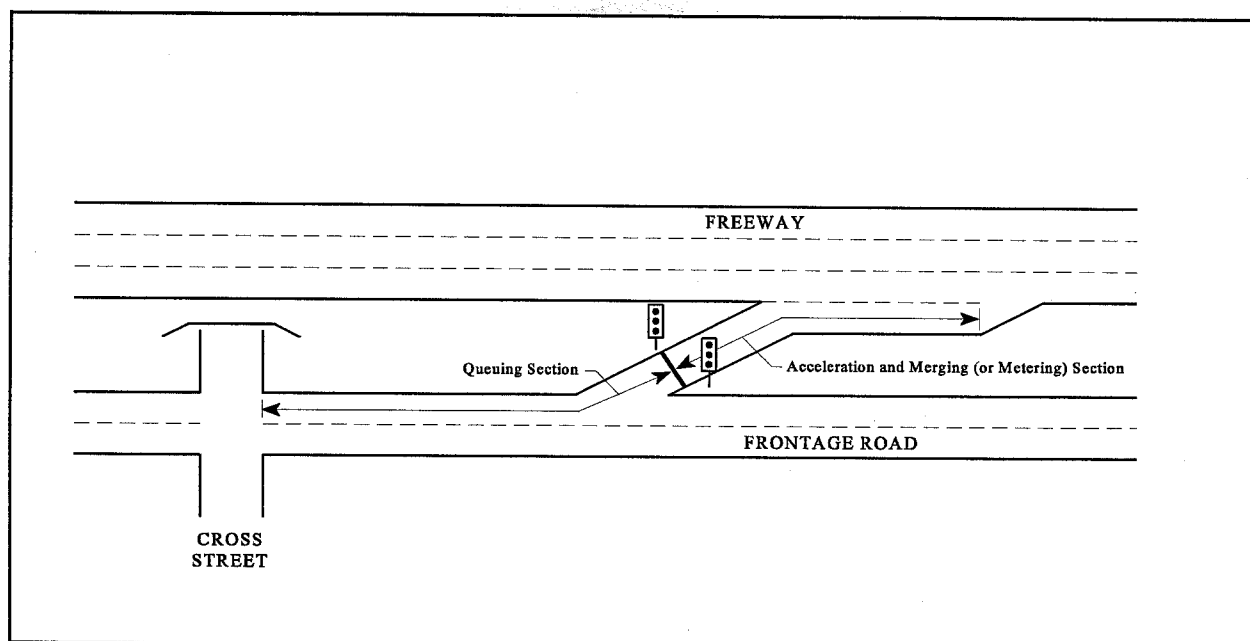 FREEWAY
Queuing Section
Acceleration and Merging (or Metering) Section
FRONTAGE ROAD
CROSS
STREET